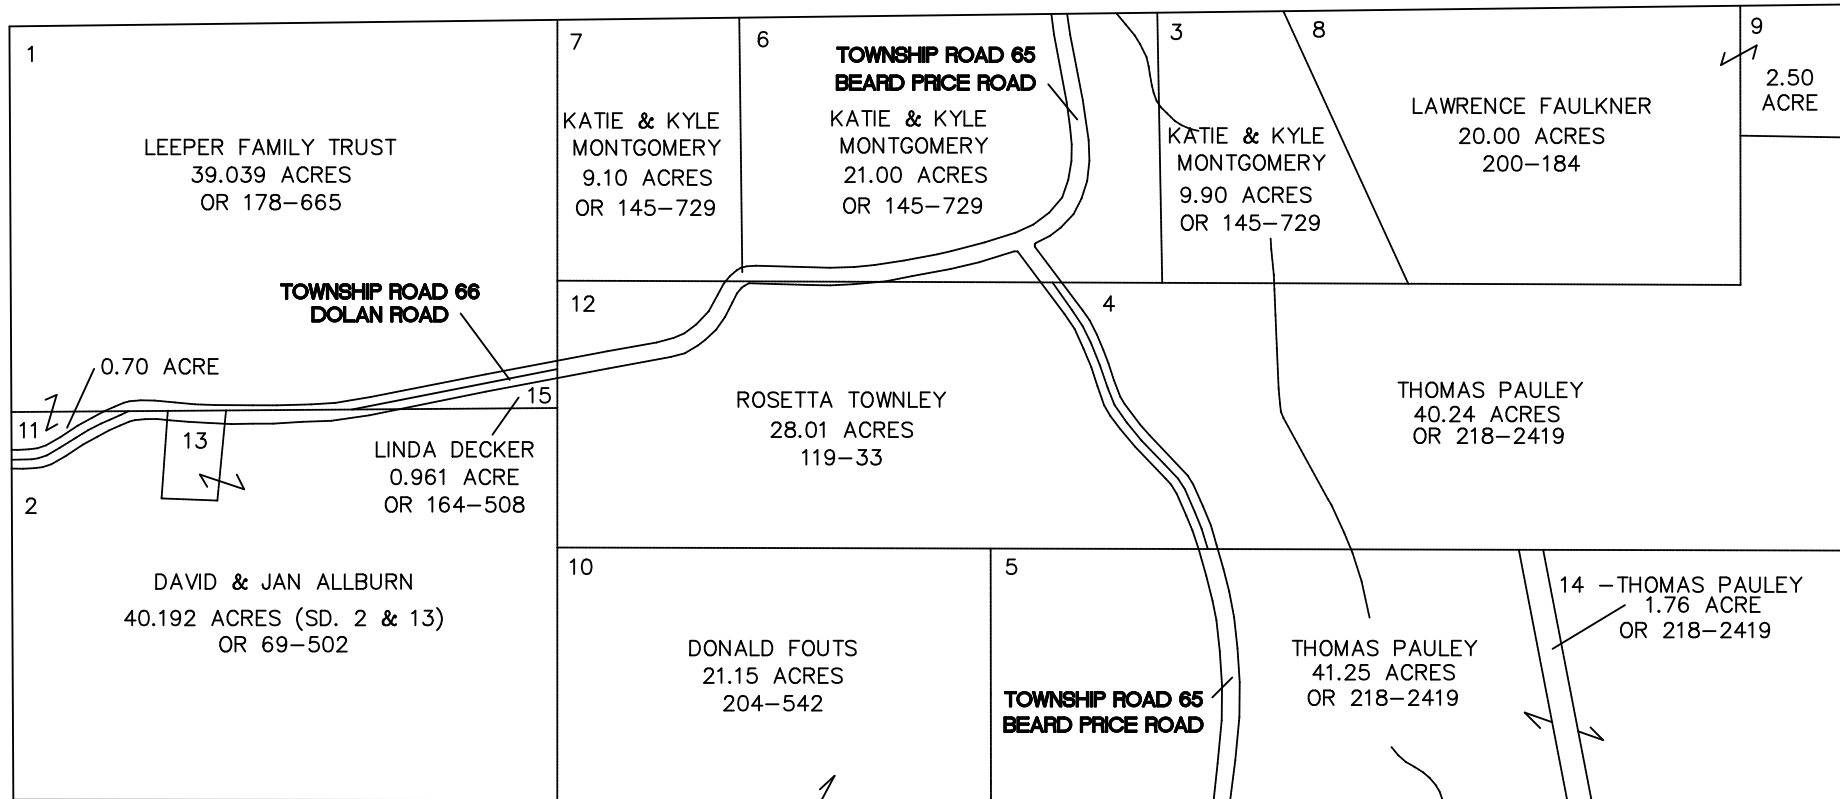 1
LEEPER FAMILY TRUST
39.039 ACRES
OR 178-665
7
KATIE & KYLE
MONTGOMERY
9.10 ACRES
OR 145-729
6
TOWNSHIP ROAD 65
BEARD PRICE ROAD
KATIE & KYLE
MONTGOMERY
21.00 ACRES
OR 145-729
3
KATIE & KYLE
MONTGOMERY
9.90 ACRES
OR 145-729
8
LAWRENCE FAULKNER
20.00 ACRES
200-184
9
2.50
ACRE
TOWNSHIP ROAD 66
DOLAN ROAD
0.70 ACRE
11
13
15
LINDA DECKER
0.961 ACRE
OR 164-508
12
ROSETTA TOWNLEY
28.01 ACRES
119-33
4
THOMAS PAULEY
40.24 ACRES
OR 218-2419
2
DAVID & JAN ALLBURN
40.192 ACRES (SD. 2 & 13)
OR 69-502
10
DONALD FOUTS
21.15 ACRES
204-542
5
TOWNSHIP ROAD 65
BEARD PRICE ROAD
THOMAS PAULEY
41.25 ACRES
OR 218-2419
14 -THOMAS PAULEY
1.76 ACRE
OR 218-2419